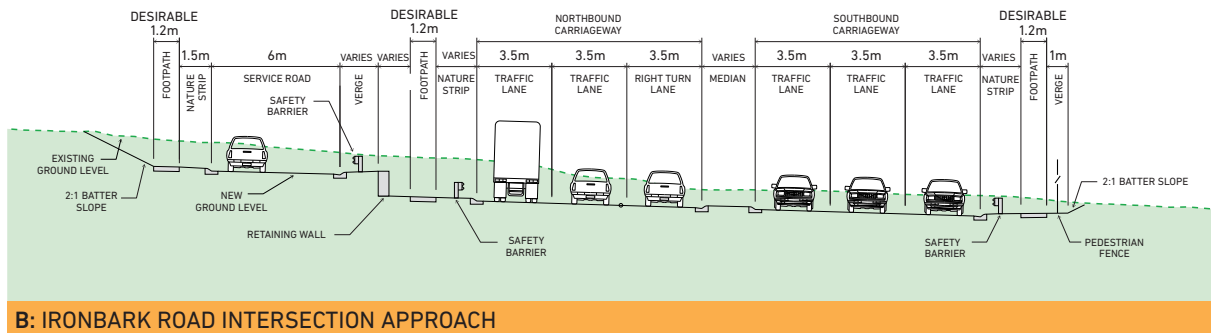 DESIRABLE
1.2m
DESIRABLE
1.2m
NORTHBOUND
CARRIAGEWAY
SOUTHBOUND
CARRIAGEWAY
DESIRABLE
1.2m
1.5m
6m
VARIES
VARIES
VARIES
3.5m
3.5m
3.5m
VARIES
3.5m
3.5m
3.5m
VARIES
1m
FOOTPATH
NATURE
STRIP
SERVICE ROAD
VERGE
FOOTPATH
NATURE
STRIP
TRAFFIC
LANE
TRAFFIC
LANE
RIGHT TURN
LANE
MEDIAN
TRAFFIC
LANE
TRAFFIC
LANE
TRAFFIC
LANE
NATURE
STRIP
FOOTPATH
VERGE
SAFETY
BARRIER
EXISTING
GROUND LEVEL
2:1 BATTER
SLOPE
NEW
GROUND LEVEL
RETAINING WALL
SAFETY
BARRIER
SAFETY
BARRIER
2:1 BATTER SLOPE
PEDESTRIAN
FENCE
B: IRONBARK ROAD INTERSECTION APPROACH